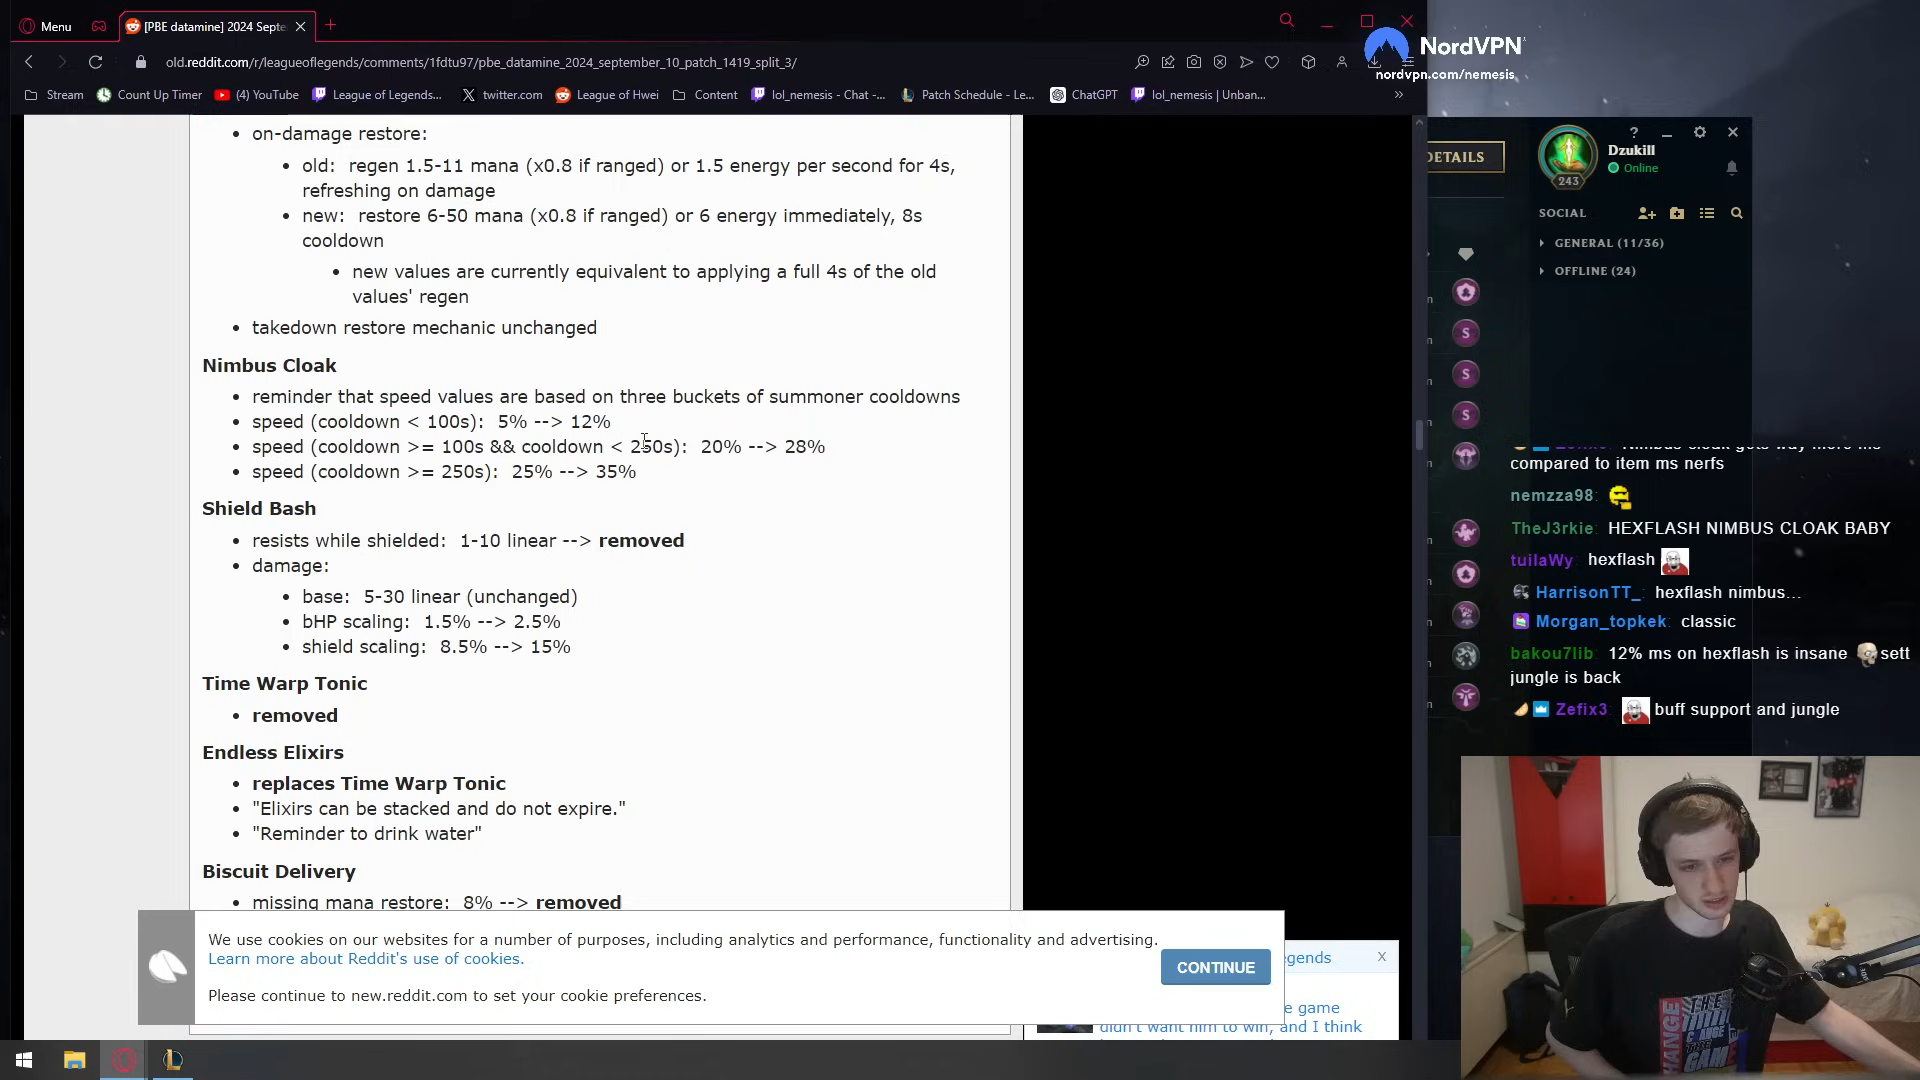 Menu
[PBE datamine] 2024 Septe
old.reddit.com/r/leagueoflegends/comments/1fdtu97/pbe_datamine_2024_september_10_patch_1419_split_3/
Stream
Count Up Timer
(4) YouTube
League of Legends...
twitter.com
League of Hwei
Content
lol_nemesis - Chat -...
Patch Schedule - Le...
ChatGPT
lol_nemesis | Unban...
»
NordVPN
nordvpn.com/nemesis
• on-damage restore:
• old: regen 1.5-11 mana (x0.8 if ranged) or 1.5 energy per second for 4s,
refreshing on damage
• new: restore 6-50 mana (x0.8 if ranged) or 6 energy immediately, 8s
cooldown
• new values are currently equivalent to applying a full 4s of the old
values' regen
• takedown restore mechanic unchanged
Nimbus Cloak
• reminder that speed values are based on three buckets of summoner cooldowns
• speed (cooldown < 100s): 5% --> 12%
• speed (cooldown >= 100s && cooldown < 250s): 20% --> 28%
• speed (cooldown >= 250s): 25% --> 35%
Shield Bash
• resists while shielded: 1-10 linear --> removed
• damage:
• base: 5-30 linear (unchanged)
• bHP scaling: 1.5% --> 2.5%
• shield scaling: 8.5% --> 15%
Time Warp Tonic
• removed
Endless Elixirs
• replaces Time Warp Tonic
• "Elixirs can be stacked and do not expire."
• "Reminder to drink water"
Biscuit Delivery
• missing mana restore: 8% --> removed
We use cookies on our websites for a number of purposes, including analytics and performance, functionality and advertising.
Learn more about Reddit's use of cookies.
Please continue to new.reddit.com to set your cookie preferences.
CONTINUE
egends
X
e game
didn't want him to win, and I think
DETAILS
Dzukill
Online
243
SOCIAL
GENERAL (11/36)
OFFLINE (24)
compared to item ms nerfs
nemzza98:
TheJ3rkie: HEXFLASH NIMBUS CLOAK BABY
tuilaWy: hexflash
HarrisonTT_: hexflash nimbus...
Morgan_topkek: classic
bakou7lib: 12% ms on hexflash is insane sett
jungle is back
Zefix3: buff support and jungle